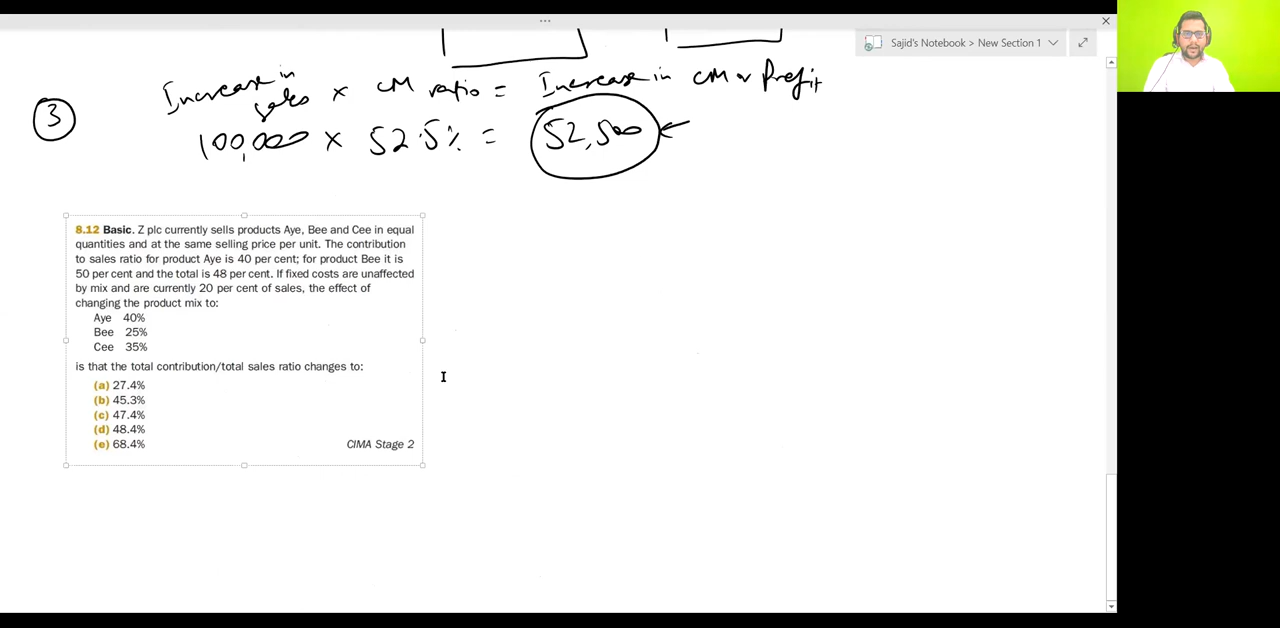 Sajid's Notebook > New Section 1
Increase in sales × CM ratio = Increase in CM or Profit
3
100,000 × 52.5% = 52,500
8.12 Basic. Z plc currently sells products Aye, Bee and Cee in equal
quantities and at the same selling price per unit. The contribution
to sales ratio for product Aye is 40 per cent; for product Bee it is
50 per cent and the total is 48 per cent. If fixed costs are unaffected
by mix and are currently 20 per cent of sales, the effect of
changing the product mix to:
Aye 40%
Bee 25%
Cee 35%
is that the total contribution/total sales ratio changes to:
(a) 27.4%
(b) 45.3%
(c) 47.4%
(d) 48.4%
(e) 68.4%
CIMA Stage 2